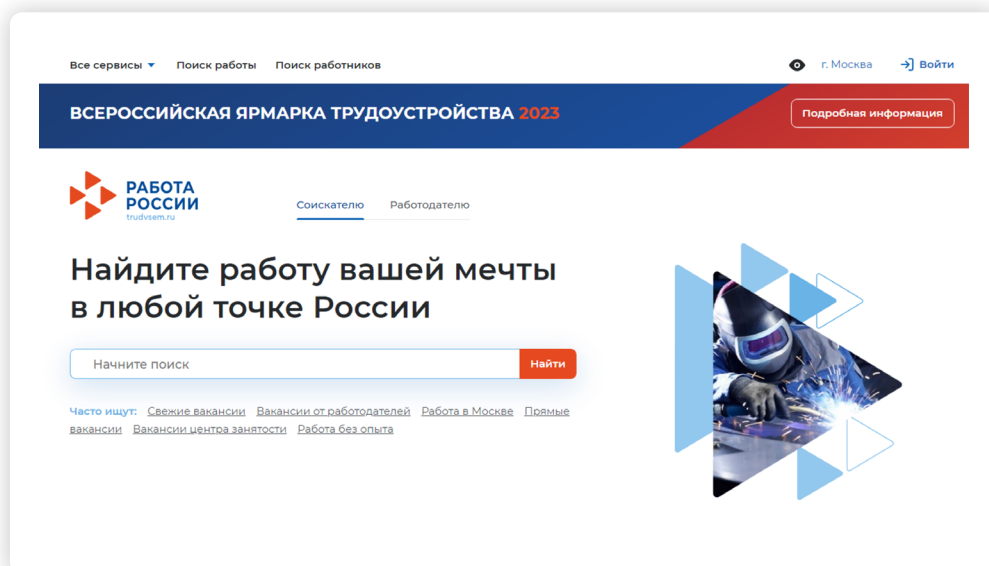 Все сервисы Поиск работы Поиск работников г. Москва Войти
ВСЕРОССИЙСКАЯ ЯРМАРКА ТРУДОУСТРОЙСТВА 2023 Подробная информация
РАБОТА
РОССИИ
trudvsem.ru
Соискателю Работодателю
Найдите работу вашей мечты
в любой точке России
Начните поиск Найти
Часто ищут: Свежие вакансии Вакансии от работодателей Работа в Москве Прямые
вакансии Вакансии центра занятости Работа без опыта